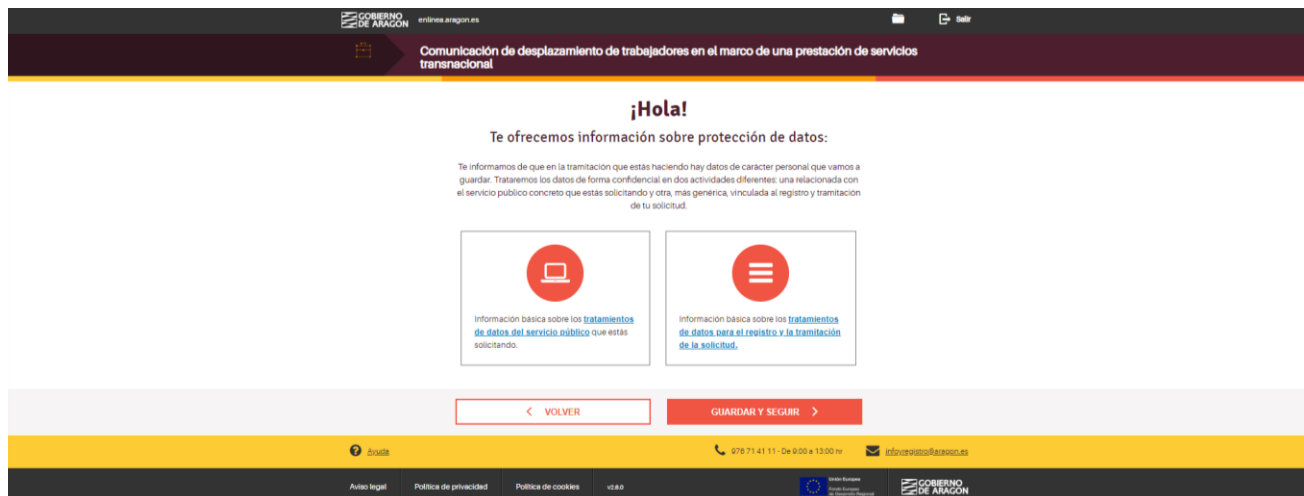 GOBIERNO
DE ARAGON
enlinea.aragon.es
Salir
Comunicación de desplazamiento de trabajadores en el marco de una prestación de servicios
transnacional
¡Hola!
Te ofrecemos información sobre protección de datos:
Te informamos de que en la tramitación que estás haciendo hay datos de carácter personal que vamos a
guardar. Trataremos los datos de forma confidencial en dos actividades diferentes: una relacionada con
el servicio público concreto que estás solicitando y otra, más genérica, vinculada al registro y tramitación
de tu solicitud.
Información básica sobre los tratamientos
de datos del servicio público que estás
solicitando.
Información básica sobre los tratamientos
de datos para el registro y la tramitación
de la solicitud.
VOLVER
GUARDAR Y SEGUIR
Ayuda
976 71 41 11 - De 9:00 a 13:00 hr
infoyregistro@aragon.es
Aviso legal
Política de privacidad
Política de cookies
v2.8.0
Unión Europea
Fondo Europeo
de Desarrollo Regional
GOBIERNO
DE ARAGON